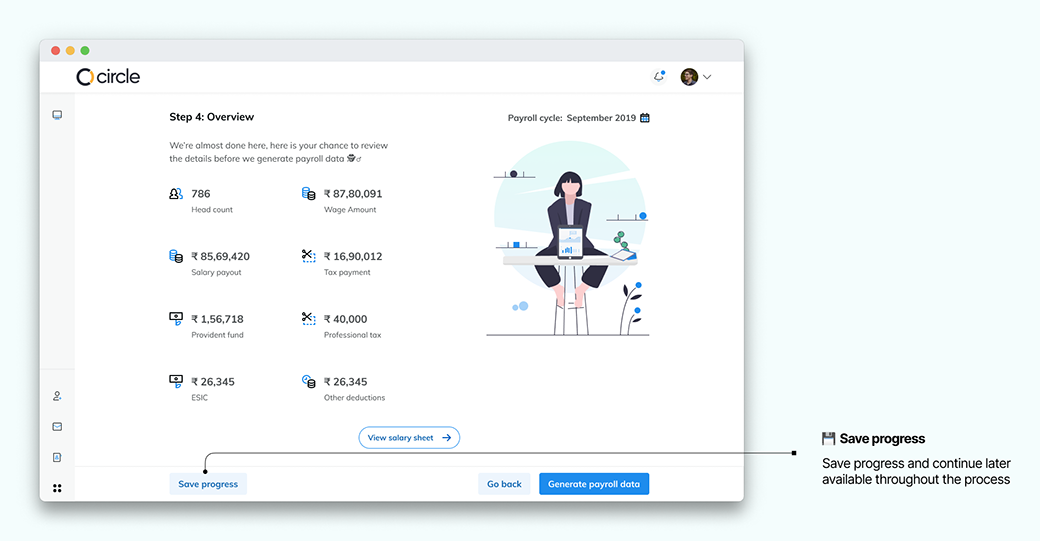 circle
Step 4: Overview
Payroll cycle: September 2019
We're almost done here, here is your chance to review
the details before we generate payroll data 🕵️♂
786
Head count
₹ 87,80,091
Wage Amount
₹ 85,69,420
Salary payout
₹ 16,90,012
Tax payment
₹ 1,56,718
Provident fund
₹ 40,000
Professional tax
₹ 26,345
ESIC
₹ 26,345
Other deductions
View salary sheet →
Save progress
Go back
Generate payroll data
💾 Save progress
Save progress and continue later
available throughout the process